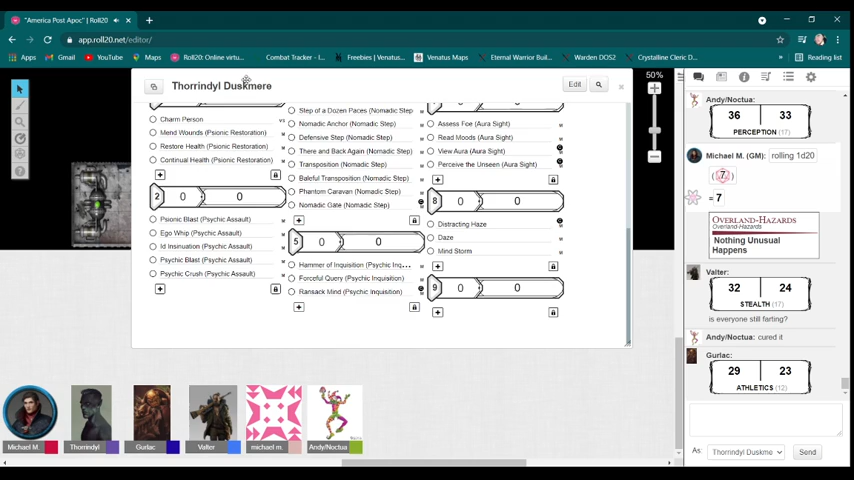 "America Post Apoc" | Roll20
app.roll20.net/editor/
Apps
Gmail
YouTube
Maps
Roll20: Online virtu...
Combat Tracker - I...
Freebies | Venatus...
Venatus Maps
Eternal Warrior Buil...
Warden DOS2
Crystalline Cleric D...
»
Reading list
Thorrindyl Duskmere
Edit
50%
Charm Person
Mend Wounds (Psionic Restoration)
Restore Health (Psionic Restoration)
Continual Health (Psionic Restoration)
2 0 0
Psionic Blast (Psychic Assault)
Ego Whip (Psychic Assault)
Id Insinuation (Psychic Assault)
Psychic Blast (Psychic Assault)
Psychic Crush (Psychic Assault)
Step of a Dozen Paces (Nomadic Step
Nomadic Anchor (Nomadic Step)
Defensive Step (Nomadic Step)
There and Back Again (Nomadic Step)
Transposition (Nomadic Step)
Baleful Transposition (Nomadic Step)
Phantom Caravan (Nomadic Step)
Nomadic Gate (Nomadic Step)
5 0 0
Hammer of Inquisition (Psychic Inq...
Forceful Query (Psychic Inquisition)
Ransack Mind (Psychic Inquisition)
Assess Foe (Aura Sight)
Read Moods (Aura Sight)
View Aura (Aura Sight)
Perceive the Unseen (Aura Sight)
8 0 0
Distracting Haze
Daze
Mind Storm
9 0 0
Andy/Noctua:
36 33
PERCEPTION (17)
Michael M. (GM): rolling 1d20
( 7 )
= 7
OVERLAND-HAZARDS
Overland-Hazards
Nothing Unusual
Happens
Valter:
32 24
STEALTH (17)
is everyone still farting?
Andy/Noctua: cured it
Gurlac:
29 23
ATHLETICS (12)
As: Thorrindyl Duskme
Send
Michael M.
Thorrindyl
Gurlac
Valter
michael m.
Andy/Noctua